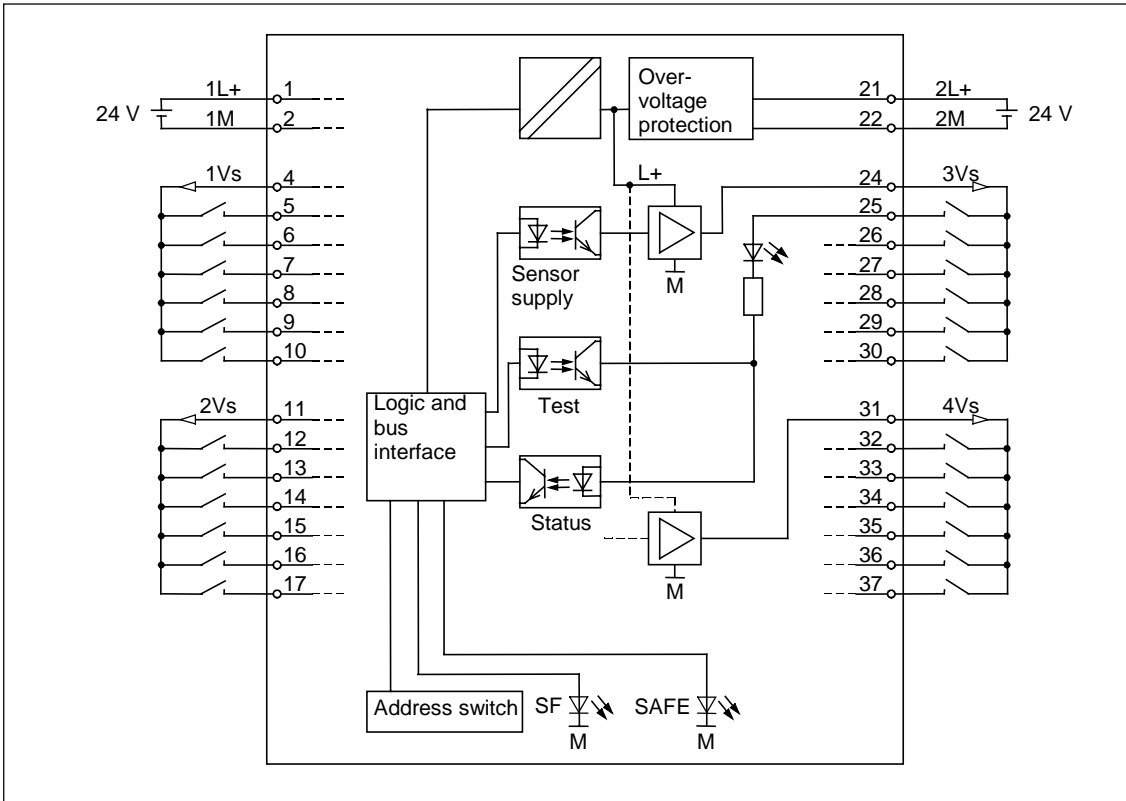 24 V
1L+
1
1M
2
Over-
voltage
protection
21
2L+
22
2M
24 V
1Vs
4
5
6
7
8
9
10
L+
M
Sensor
supply
24
3Vs
25
26
27
28
29
30
2Vs
11
12
13
14
15
16
17
Logic and
bus
interface
Test
Status
M
31
4Vs
32
33
34
35
36
37
Address switch
SF
M
SAFE
M